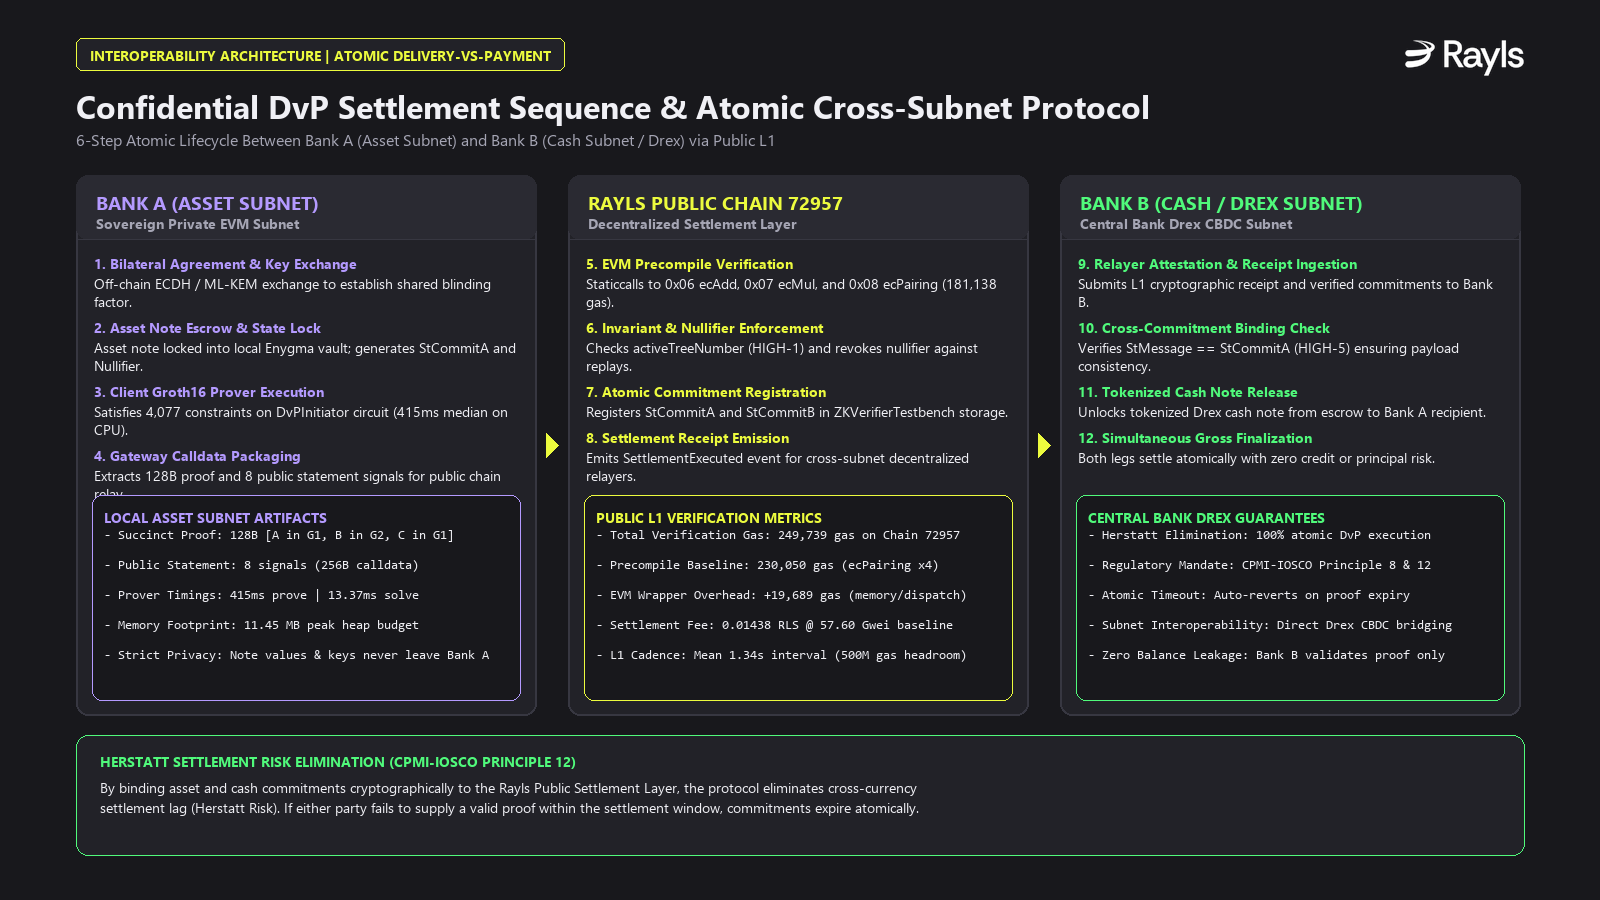 INTEROPERABILITY ARCHITECTURE | ATOMIC DELIVERY-VS-PAYMENT
Rayls
Confidential DvP Settlement Sequence & Atomic Cross-Subnet Protocol
6-Step Atomic Lifecycle Between Bank A (Asset Subnet) and Bank B (Cash Subnet / Drex) via Public L1
BANK A (ASSET SUBNET)
Sovereign Private EVM Subnet
1. Bilateral Agreement & Key Exchange
Off-chain ECDH / ML-KEM exchange to establish shared blinding
factor.
2. Asset Note Escrow & State Lock
Asset note locked into local Enygma vault; generates StCommitA and
Nullifier.
3. Client Groth16 Prover Execution
Satisfies 4,077 constraints on DvPInitiator circuit (415ms median on
CPU).
4. Gateway Calldata Packaging
Extracts 128B proof and 8 public statement signals for public chain
relay.
LOCAL ASSET SUBNET ARTIFACTS
- Succinct Proof: 128B [A in G1, B in G2, C in G1]
- Public Statement: 8 signals (256B calldata)
- Prover Timings: 415ms prove | 13.37ms solve
- Memory Footprint: 11.45 MB peak heap budget
- Strict Privacy: Note values & keys never leave Bank A
RAYLS PUBLIC CHAIN 72957
Decentralized Settlement Layer
5. EVM Precompile Verification
Staticcalls to 0x06 ecAdd, 0x07 ecMul, and 0x08 ecPairing (181,138
gas).
6. Invariant & Nullifier Enforcement
Checks activeTreeNumber (HIGH-1) and revokes nullifier against
replays.
7. Atomic Commitment Registration
Registers StCommitA and StCommitB in ZKVerifierTestbench storage.
8. Settlement Receipt Emission
Emits SettlementExecuted event for cross-subnet decentralized
relayers.
PUBLIC L1 VERIFICATION METRICS
- Total Verification Gas: 249,739 gas on Chain 72957
- Precompile Baseline: 230,050 gas (ecPairing x4)
- EVM Wrapper Overhead: +19,689 gas (memory/dispatch)
- Settlement Fee: 0.01438 RLS @ 57.60 Gwei baseline
- L1 Cadence: Mean 1.34s interval (500M gas headroom)
BANK B (CASH / DREX SUBNET)
Central Bank Drex CBDC Subnet
9. Relayer Attestation & Receipt Ingestion
Submits L1 cryptographic receipt and verified commitments to Bank
B.
10. Cross-Commitment Binding Check
Verifies StMessage == StCommitA (HIGH-5) ensuring payload
consistency.
11. Tokenized Cash Note Release
Unlocks tokenized Drex cash note from escrow to Bank A recipient.
12. Simultaneous Gross Finalization
Both legs settle atomically with zero credit or principal risk.
CENTRAL BANK DREX GUARANTEES
- Herstatt Elimination: 100% atomic DvP execution
- Regulatory Mandate: CPMI-IOSCO Principle 8 & 12
- Atomic Timeout: Auto-reverts on proof expiry
- Subnet Interoperability: Direct Drex CBDC bridging
- Zero Balance Leakage: Bank B validates proof only
HERSTATT SETTLEMENT RISK ELIMINATION (CPMI-IOSCO PRINCIPLE 12)
By binding asset and cash commitments cryptographically to the Rayls Public Settlement Layer, the protocol eliminates cross-currency
settlement lag (Herstatt Risk). If either party fails to supply a valid proof within the settlement window, commitments expire atomically.